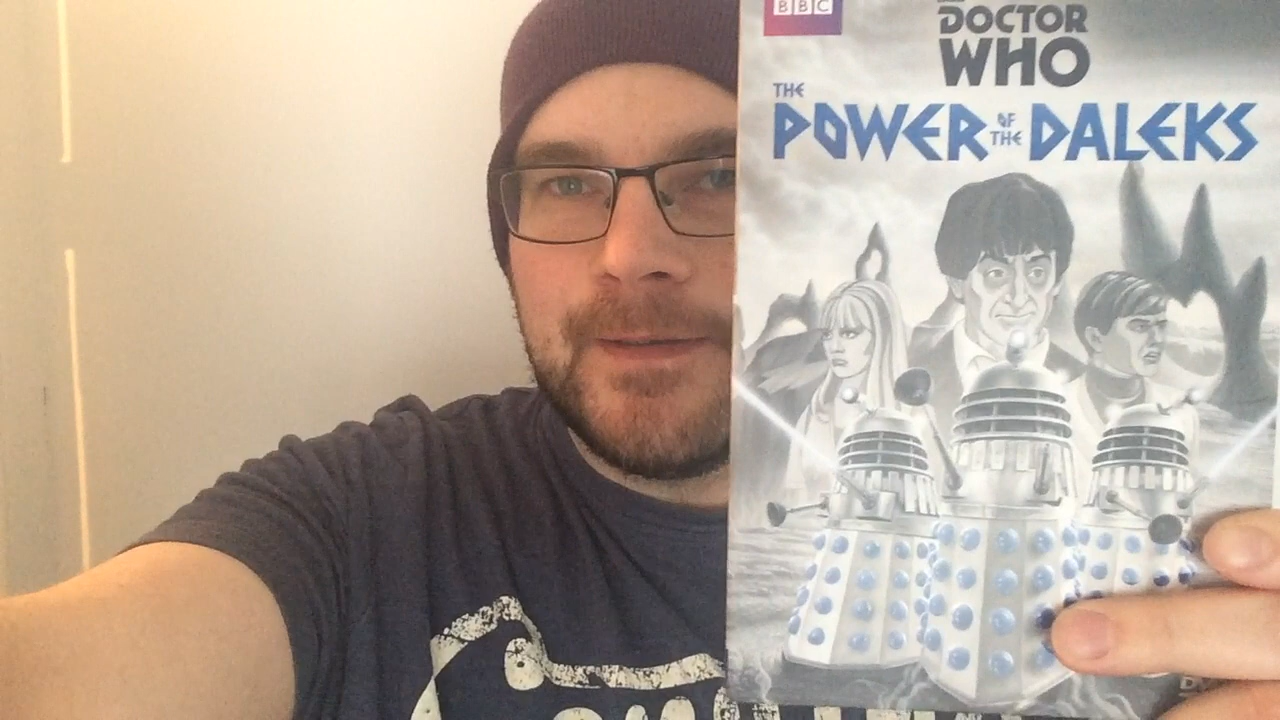 BBC
DOCTOR
WHO
THE
POWER OF THE DALEKS